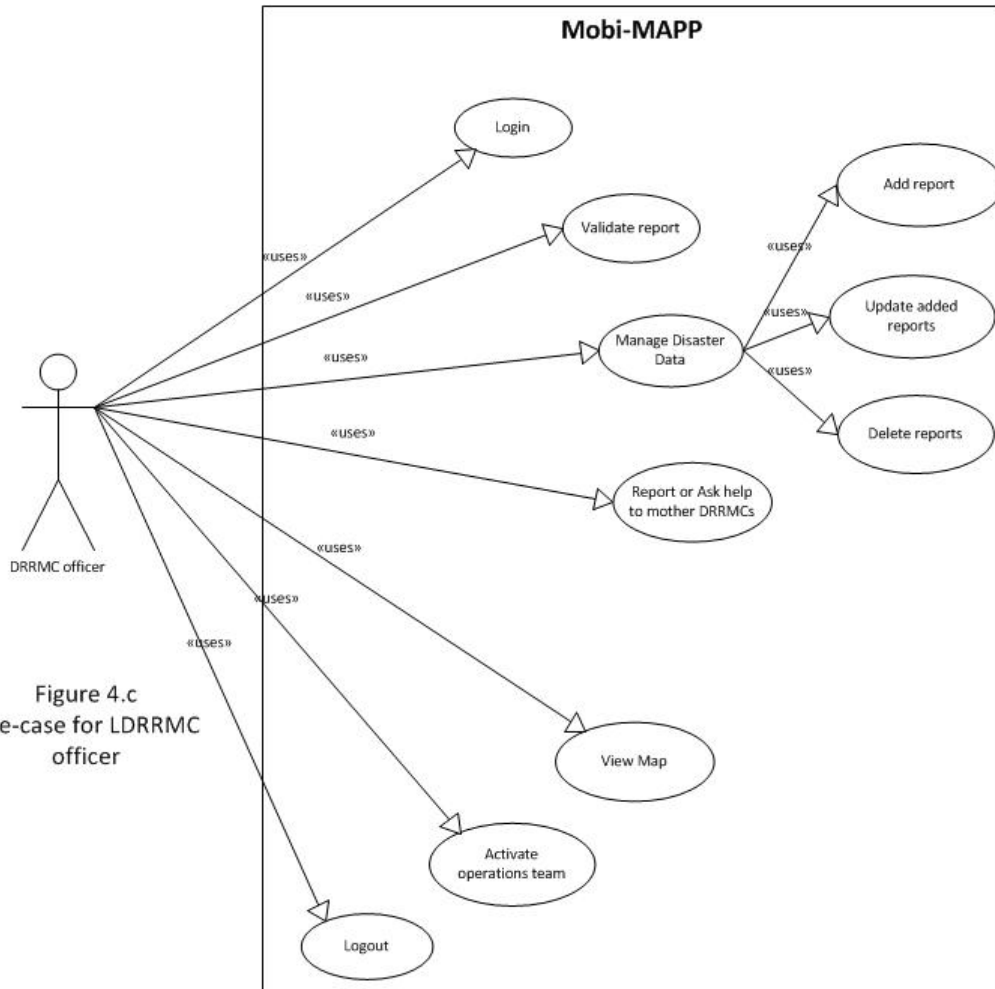 Mobi-MAPP
Login
Add report
Validate report
«uses»
«uses»
«uses»
Update added
reports
«uses»
«uses»
Manage Disaster
Data
«uses»
«uses»
Delete reports
«uses»
Report or Ask help
to mother DRRMCs
«uses»
DRRMC officer
«uses»
«uses»
Figure 4.c
e-case for LDRRMC
officer
View Map
Activate
operations team
Logout